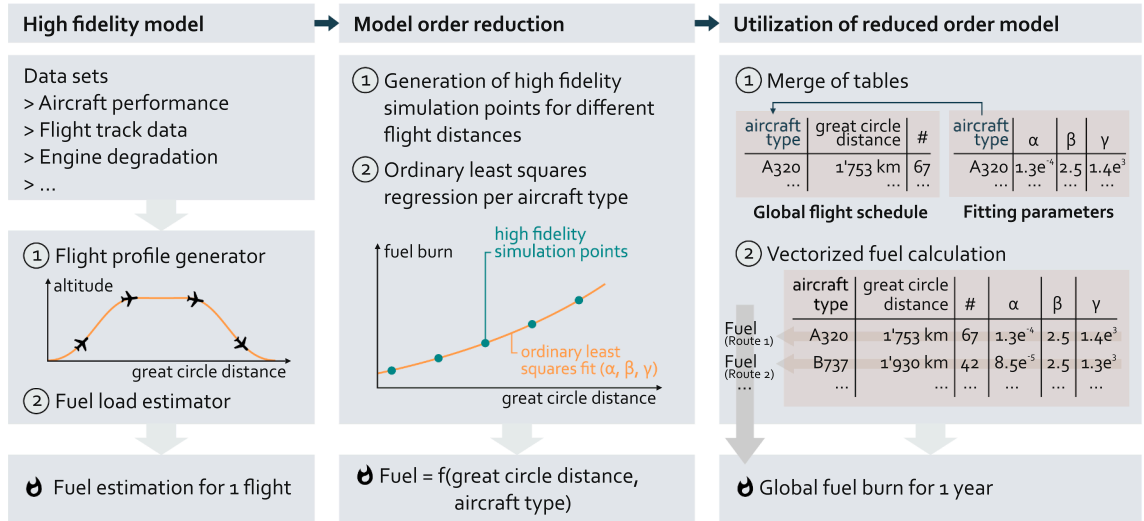 High fidelity model
Data sets
> Aircraft performance
> Flight track data
> Engine degradation
> ...
1 Flight profile generator
altitude
great circle distance
2 Fuel load estimator
Fuel estimation for 1 flight
Model order reduction
1 Generation of high fidelity
simulation points for different
flight distances
2 Ordinary least squares
regression per aircraft type
fuel burn
high fidelity
simulation points
ordinary least
squares fit (α, β, γ)
great circle distance
Fuel = f(great circle distance,
aircraft type)
Utilization of reduced order model
1 Merge of tables
aircraft great circle
type distance #
A320 1'753 km 67
... ... ...
Global flight schedule
aircraft
type α β γ
A320 1.3e⁻⁴ 2.5 1.4e³
... ... ... ...
Fitting parameters
2 Vectorized fuel calculation
aircraft great circle
type distance # α β γ
Fuel
(Route 1)
A320 1'753 km 67 1.3e⁻⁴ 2.5 1.4e³
Fuel
(Route 2)
B737 1'930 km 42 8.5e⁻⁵ 2.5 1.3e³
... ... ... ... ... ... ...
Global fuel burn for 1 year